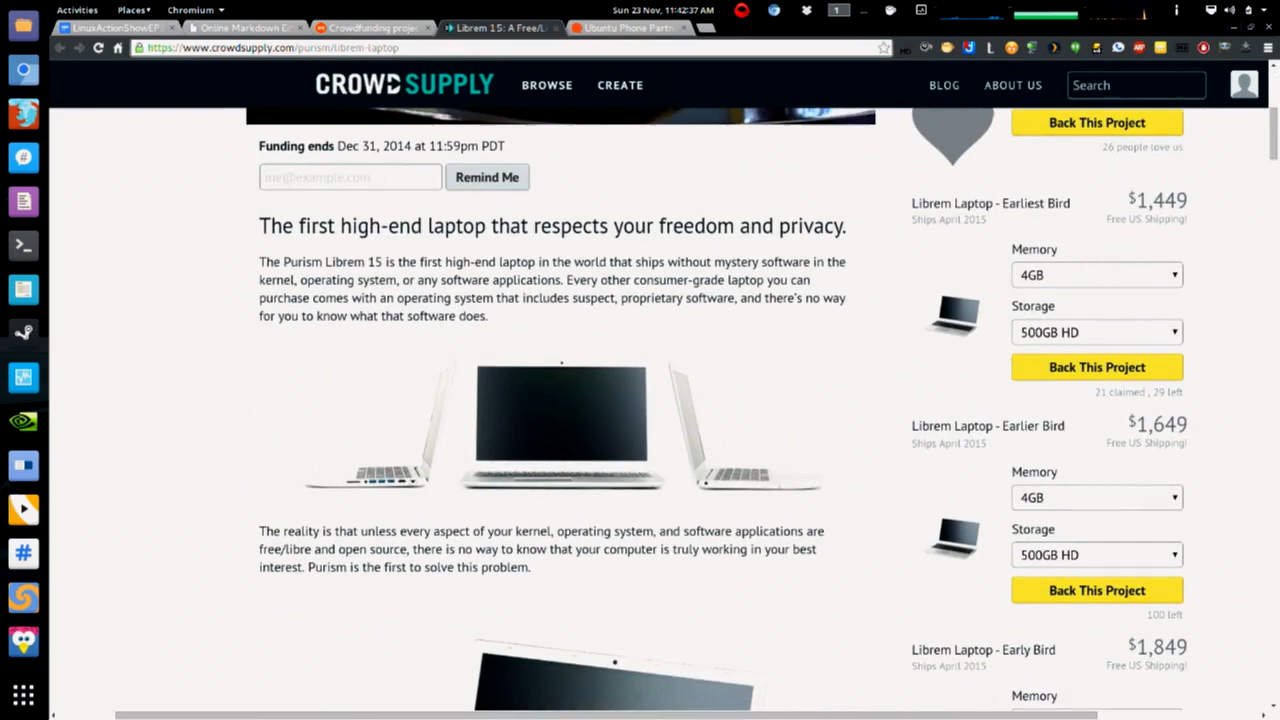 Activities Places Chromium Sun 23 Nov, 11:42:37 AM 1 ...
LinuxActionShowEP Online Markdown Ed Crowdfunding proje Librem 15: A Free/Li Ubuntu Phone Partn
https://www.crowdsupply.com/purism/librem-laptop
CROWD SUPPLY BROWSE CREATE BLOG ABOUT US Search
Funding ends Dec 31, 2014 at 11:59pm PDT
me@example.com Remind Me
The first high-end laptop that respects your freedom and privacy.
The Purism Librem 15 is the first high-end laptop in the world that ships without mystery software in the
kernel, operating system, or any software applications. Every other consumer-grade laptop you can
purchase comes with an operating system that includes suspect, proprietary software, and there's no way
for you to know what that software does.
The reality is that unless every aspect of your kernel, operating system, and software applications are
free/libre and open source, there is no way to know that your computer is truly working in your best
interest. Purism is the first to solve this problem.
Back This Project
26 people love us
Librem Laptop - Earliest Bird $1,449
Ships April 2015 Free US Shipping!
Memory
4GB
Storage
500GB HD
Back This Project
21 claimed , 29 left
Librem Laptop - Earlier Bird $1,649
Ships April 2015 Free US Shipping!
Memory
4GB
Storage
500GB HD
Back This Project
100 left
Librem Laptop - Early Bird $1,849
Ships April 2015 Free US Shipping!
Memory